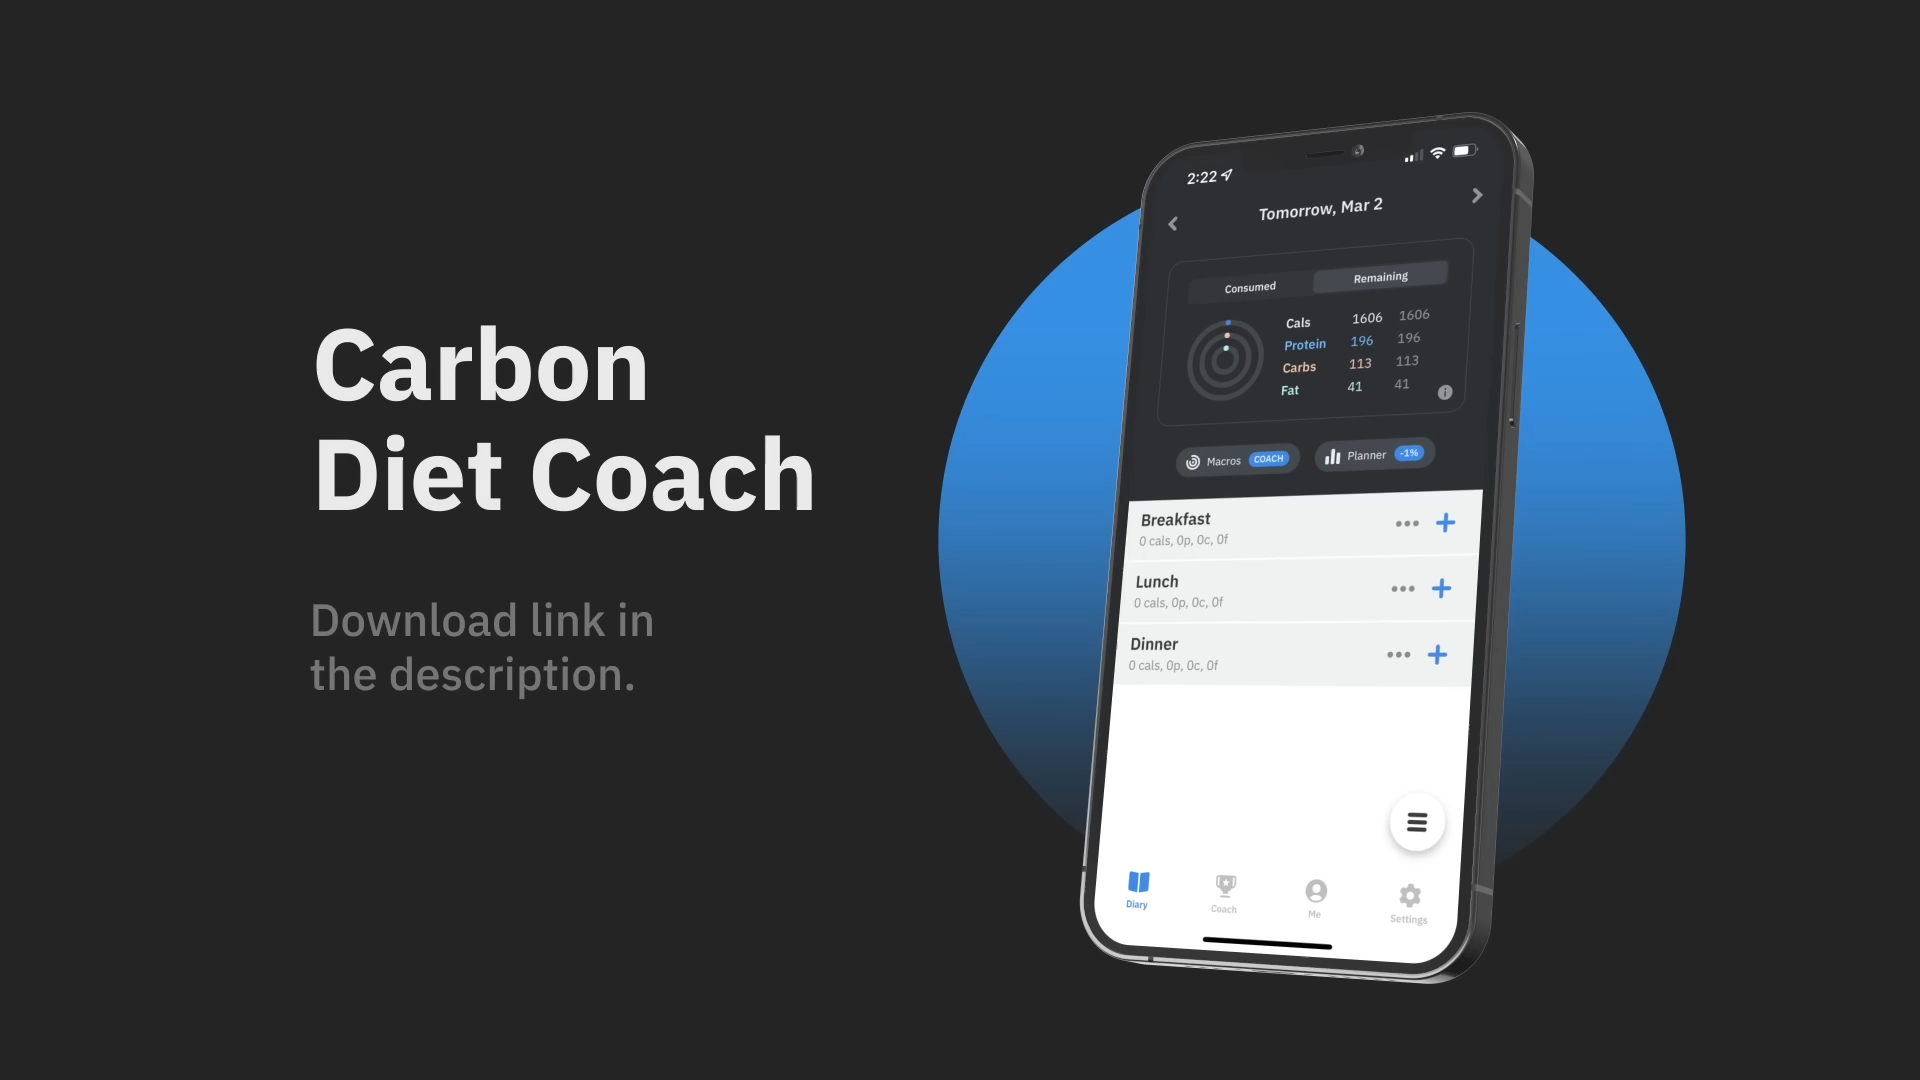 Carbon
Diet Coach
Download link in
the description.
2:22
Tomorrow, Mar 2
Consumed Remaining
Cals 1606 1606
Protein 196 196
Carbs 113 113
Fat 41 41
Macros COACH Planner -1%
Breakfast
0 cals, 0p, 0c, 0f
Lunch
0 cals, 0p, 0c, 0f
Dinner
0 cals, 0p, 0c, 0f
Diary Coach Me Settings